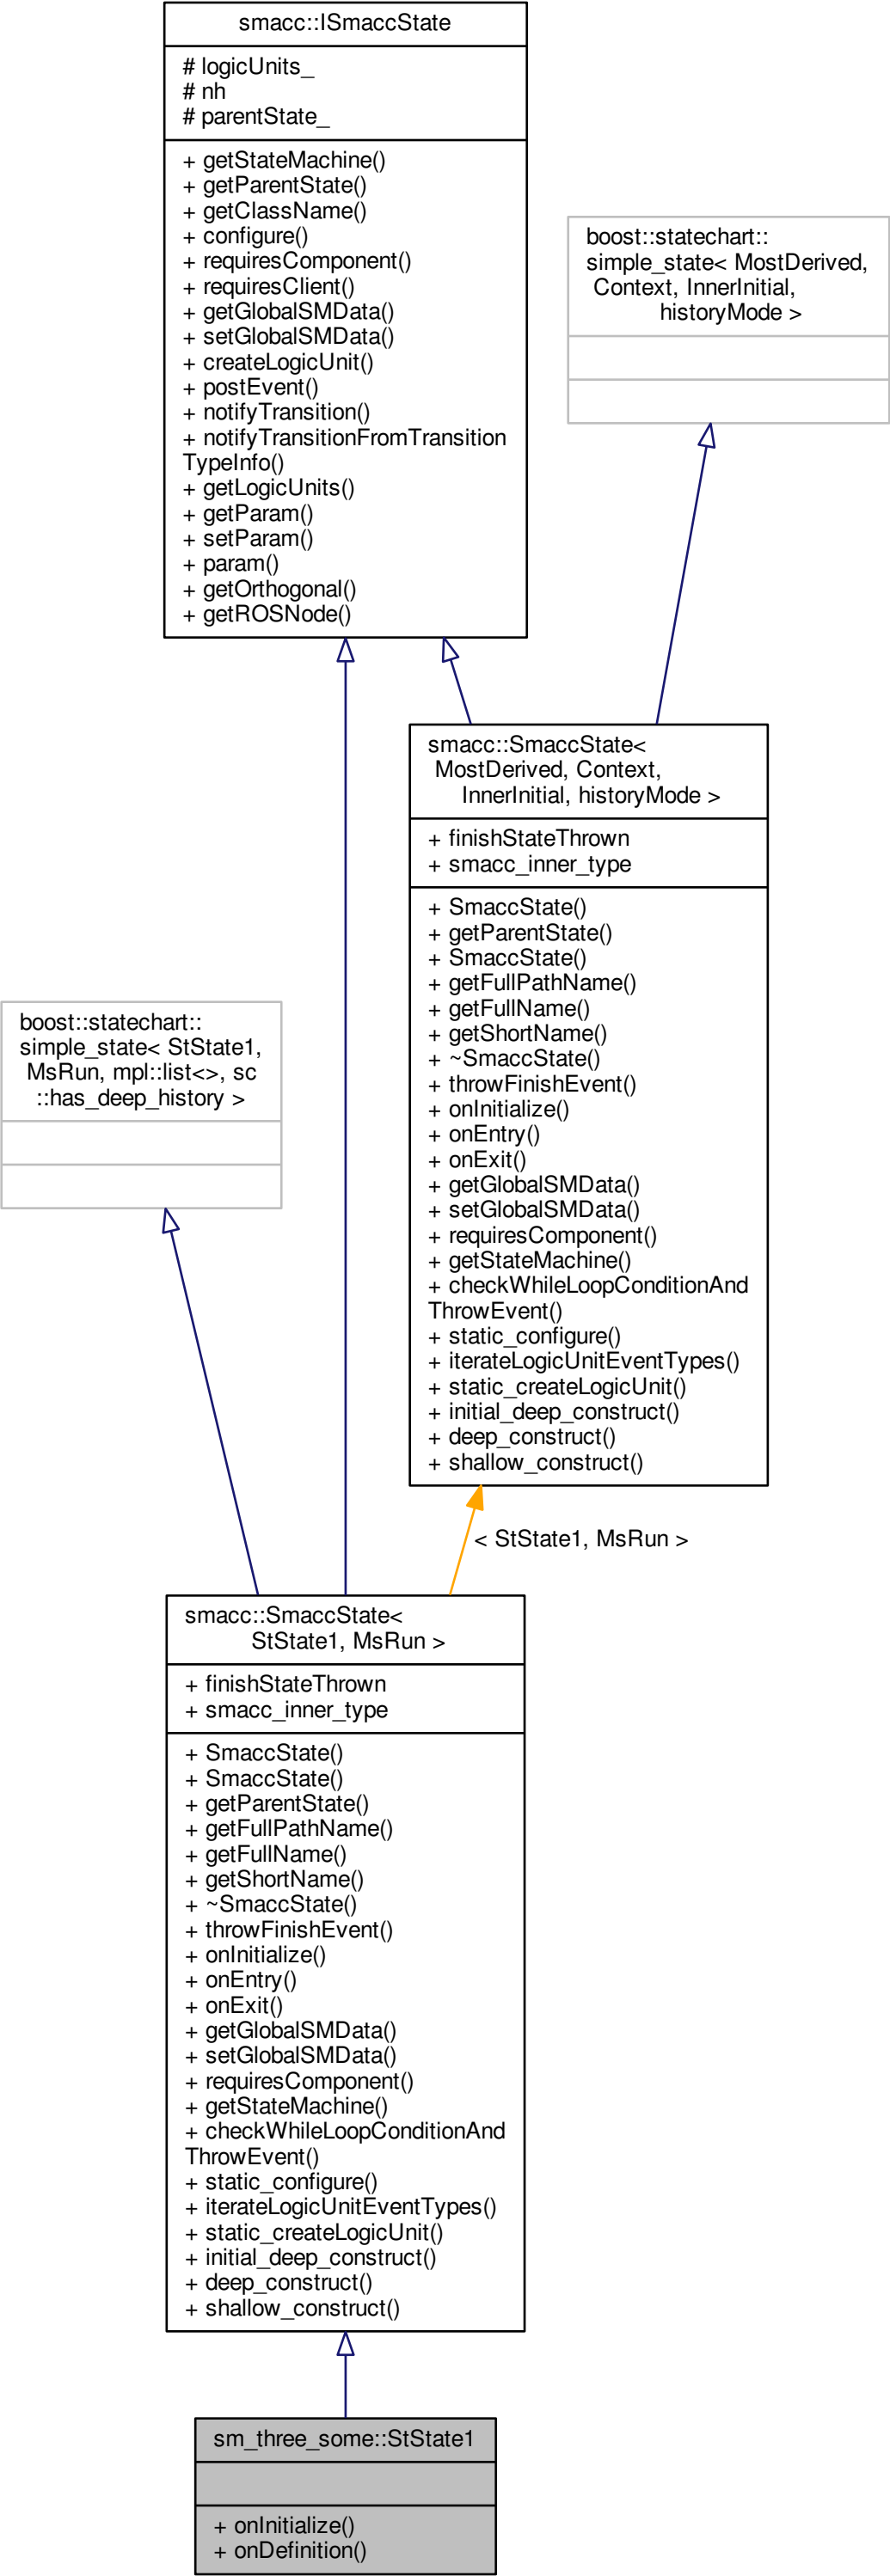 smacc::ISmaccState
# logicUnits_
# nh
# parentState_
+ getStateMachine()
+ getParentState()
+ getClassName()
+ configure()
+ requiresComponent()
+ requiresClient()
+ getGlobalSMData()
+ setGlobalSMData()
+ createLogicUnit()
+ postEvent()
+ notifyTransition()
+ notifyTransitionFromTransition
TypeInfo()
+ getLogicUnits()
+ getParam()
+ setParam()
+ param()
+ getOrthogonal()
+ getROSNode()
boost::statechart::
simple_state< MostDerived,
Context, InnerInitial,
historyMode >
smacc::SmaccState<
MostDerived, Context,
InnerInitial, historyMode >
+ finishStateThrown
+ smacc_inner_type
+ SmaccState()
+ getParentState()
+ SmaccState()
+ getFullPathName()
+ getFullName()
+ getShortName()
+ ~SmaccState()
+ throwFinishEvent()
+ onInitialize()
+ onEntry()
+ onExit()
+ getGlobalSMData()
+ setGlobalSMData()
+ requiresComponent()
+ getStateMachine()
+ checkWhileLoopConditionAnd
ThrowEvent()
+ static_configure()
+ iterateLogicUnitEventTypes()
+ static_createLogicUnit()
+ initial_deep_construct()
+ deep_construct()
+ shallow_construct()
boost::statechart::
simple_state< StState1,
MsRun, mpl::list<>, sc
::has_deep_history >
< StState1, MsRun >
smacc::SmaccState<
StState1, MsRun >
+ finishStateThrown
+ smacc_inner_type
+ SmaccState()
+ SmaccState()
+ getParentState()
+ getFullPathName()
+ getFullName()
+ getShortName()
+ ~SmaccState()
+ throwFinishEvent()
+ onInitialize()
+ onEntry()
+ onExit()
+ getGlobalSMData()
+ setGlobalSMData()
+ requiresComponent()
+ getStateMachine()
+ checkWhileLoopConditionAnd
ThrowEvent()
+ static_configure()
+ iterateLogicUnitEventTypes()
+ static_createLogicUnit()
+ initial_deep_construct()
+ deep_construct()
+ shallow_construct()
sm_three_some::StState1
+ onInitialize()
+ onDefinition()